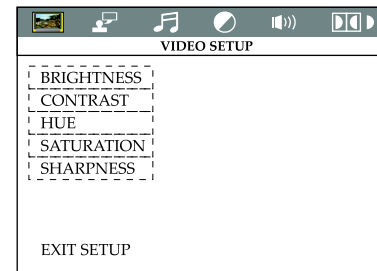 VIDEO SETUP
BRIGHTNESS
CONTRAST
HUE
SATURATION
SHARPNESS
EXIT SETUP